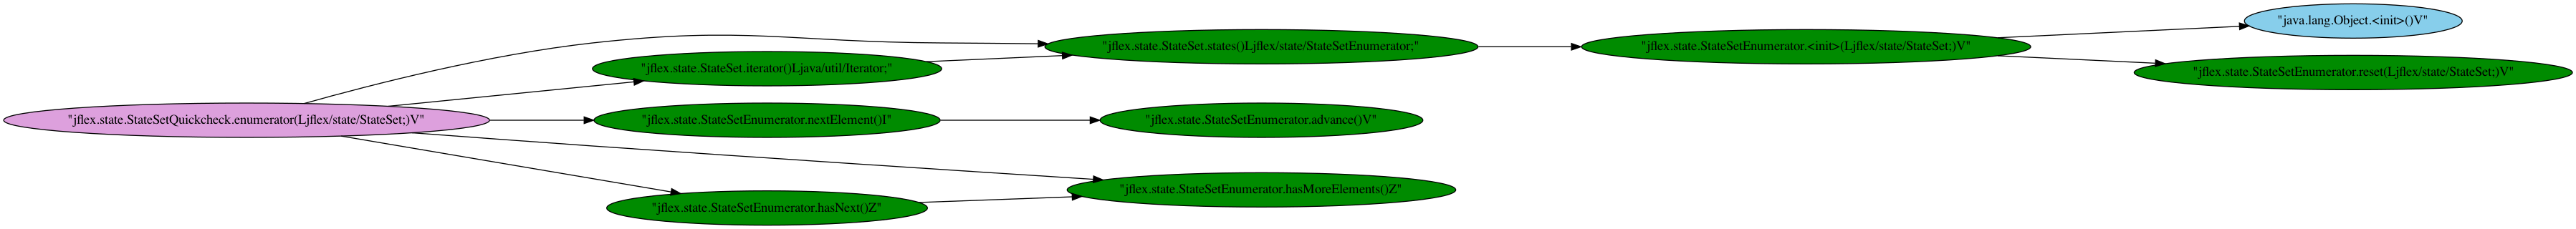 "java.lang.Object.<init>()V"
"jflex.state.StateSet.states()Ljflex/state/StateSetEnumerator;"
"jflex.state.StateSetEnumerator.<init>(Ljflex/state/StateSet;)V"
"jflex.state.StateSet.iterator()Ljava/util/Iterator;"
"jflex.state.StateSetEnumerator.reset(Ljflex/state/StateSet;)V"
"jflex.state.StateSetQuickcheck.enumerator(Ljflex/state/StateSet;)V"
"jflex.state.StateSetEnumerator.nextElement()I"
"jflex.state.StateSetEnumerator.advance()V"
"jflex.state.StateSetEnumerator.hasMoreElements()Z"
"jflex.state.StateSetEnumerator.hasNext()Z"